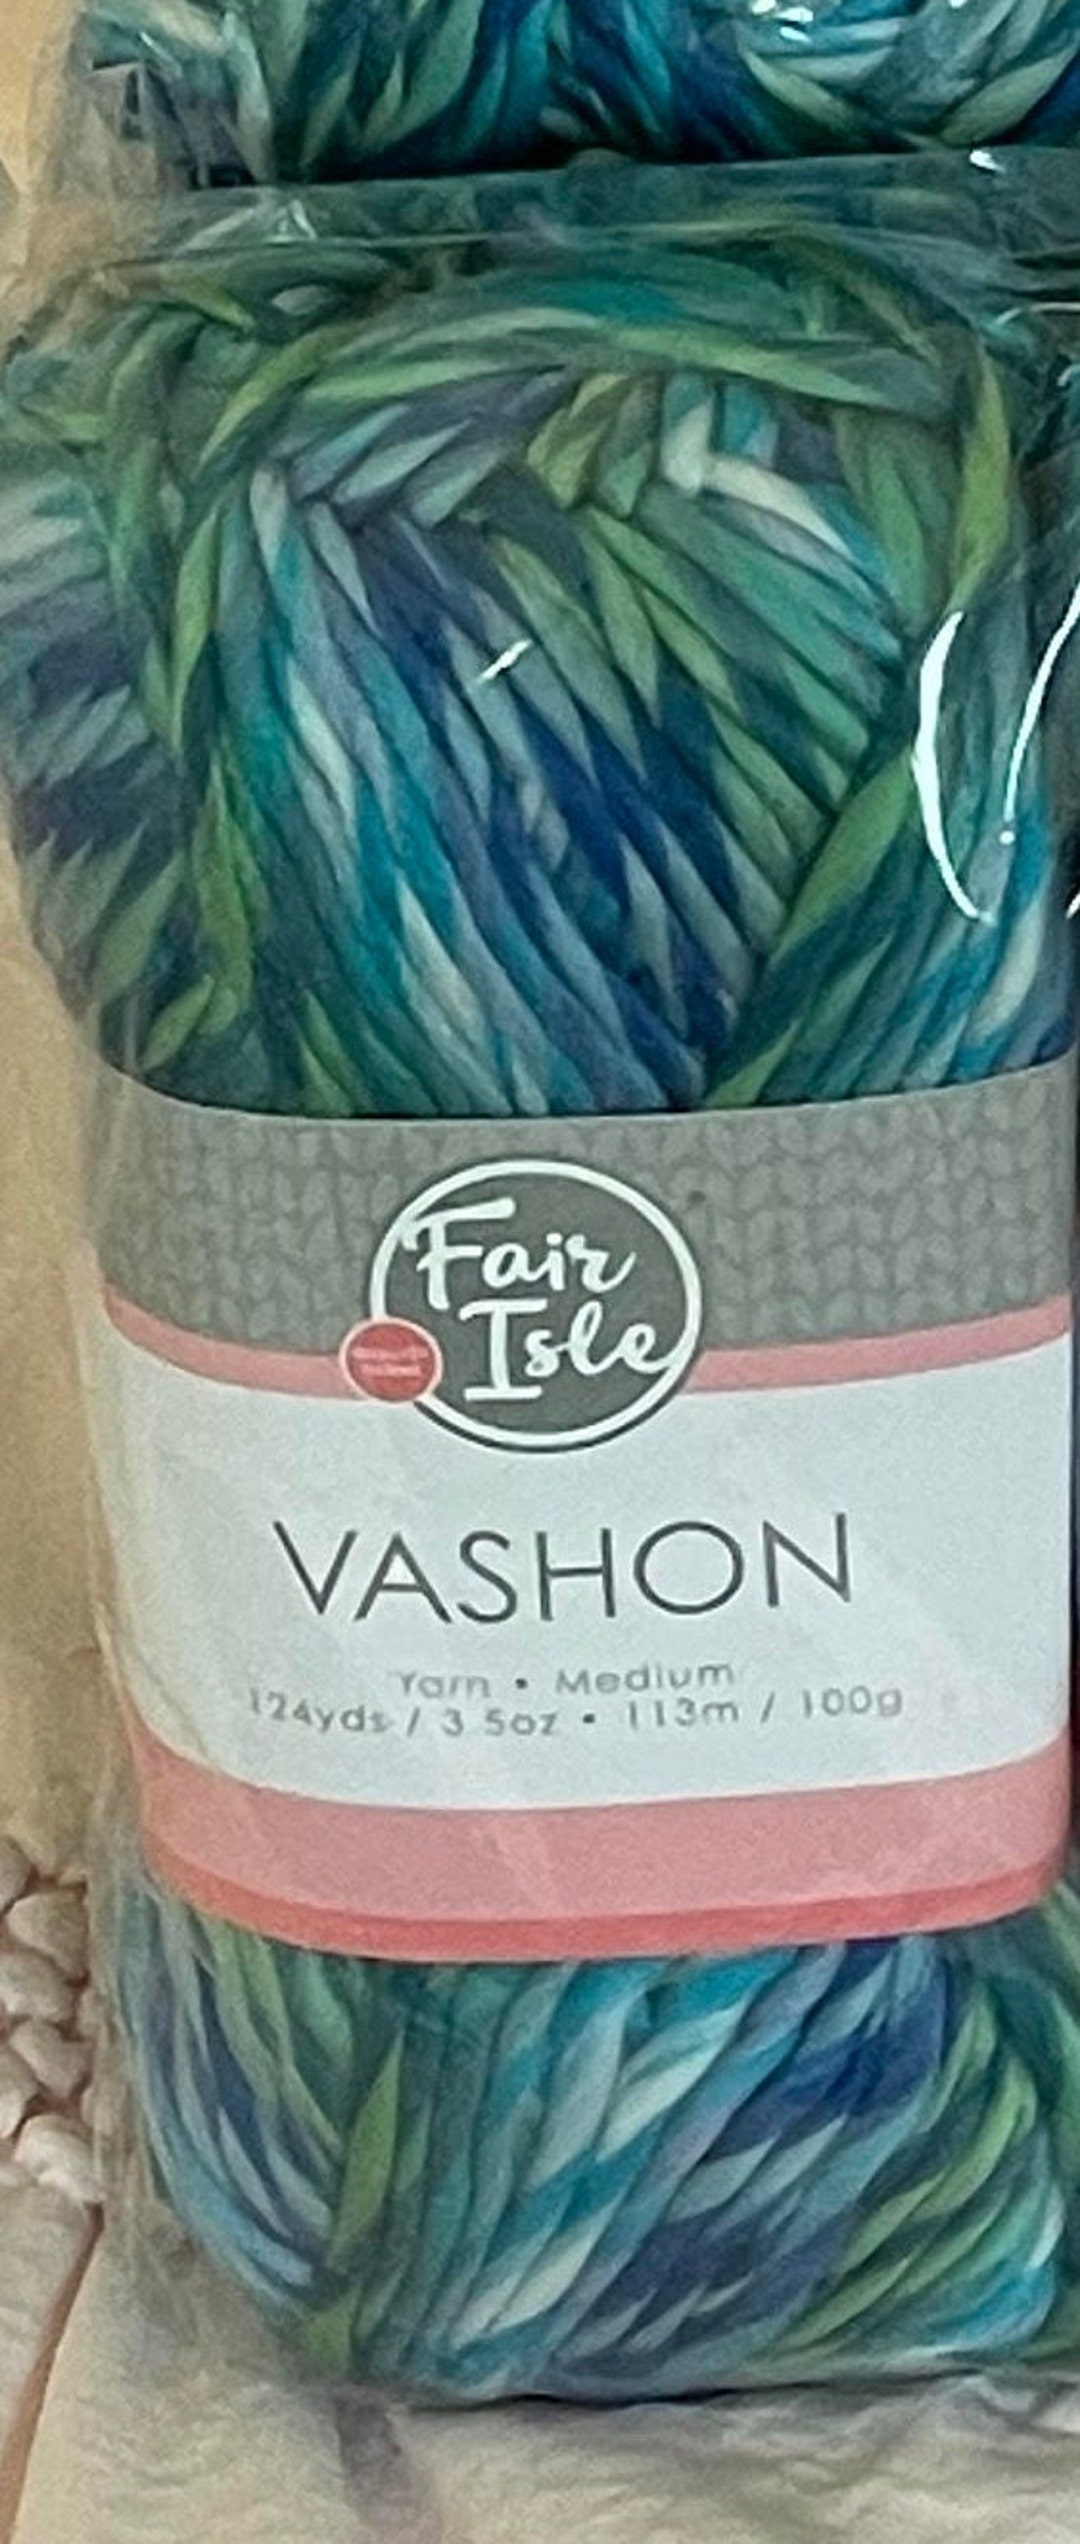 Fair
Isle
VASHON
Yarn • Medium
124yds / 3.5oz • 113m / 100g